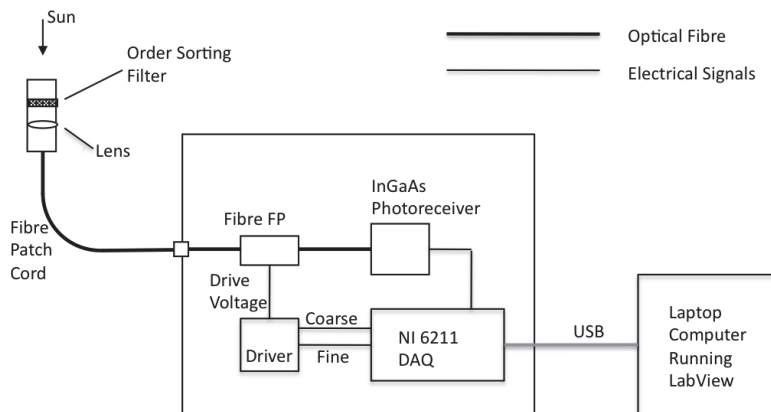 Sun
Order Sorting
Filter
Lens
Optical Fibre
Electrical Signals
Fibre
Patch
Cord
Fibre FP
InGaAs
Photoreceiver
Drive
Voltage
Driver
Coarse
Fine
NI 6211
DAQ
USB
Laptop
Computer
Running
LabView